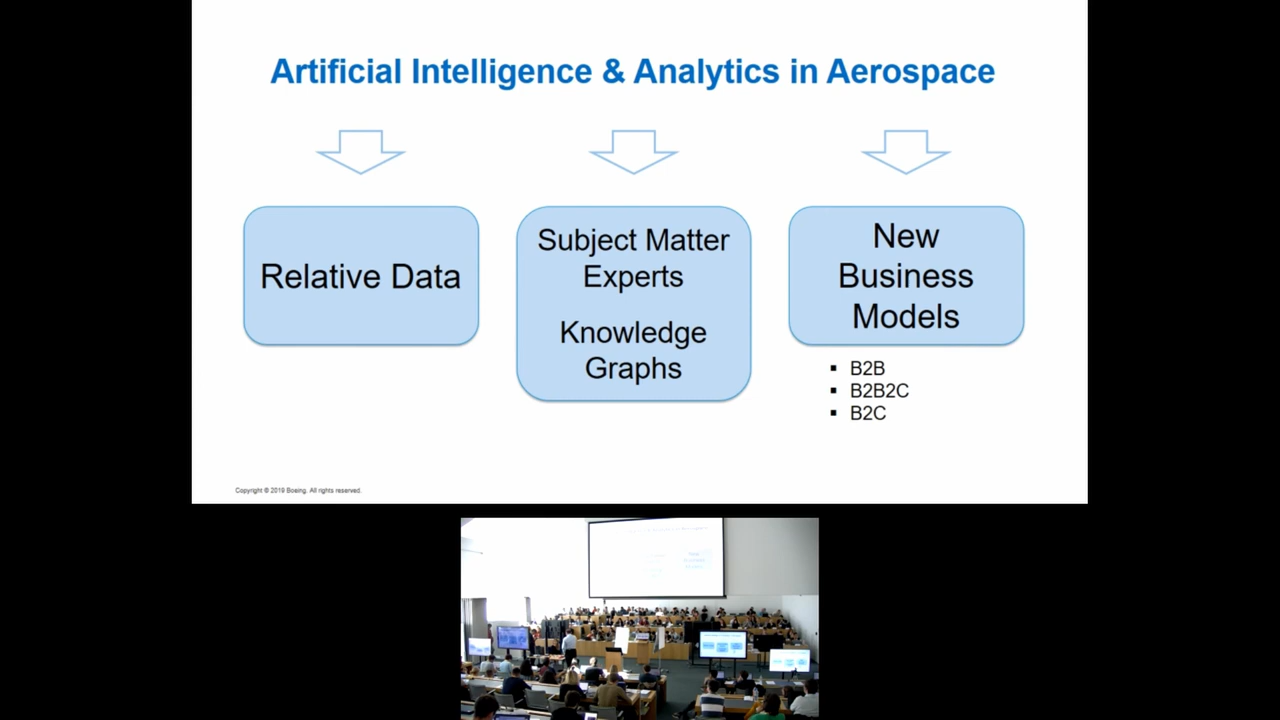 Artificial Intelligence & Analytics in Aerospace
Relative Data
Subject Matter
Experts
Knowledge
Graphs
New
Business
Models
▪ B2B
▪ B2B2C
▪ B2C
Copyright © 2019 Boeing. All rights reserved.